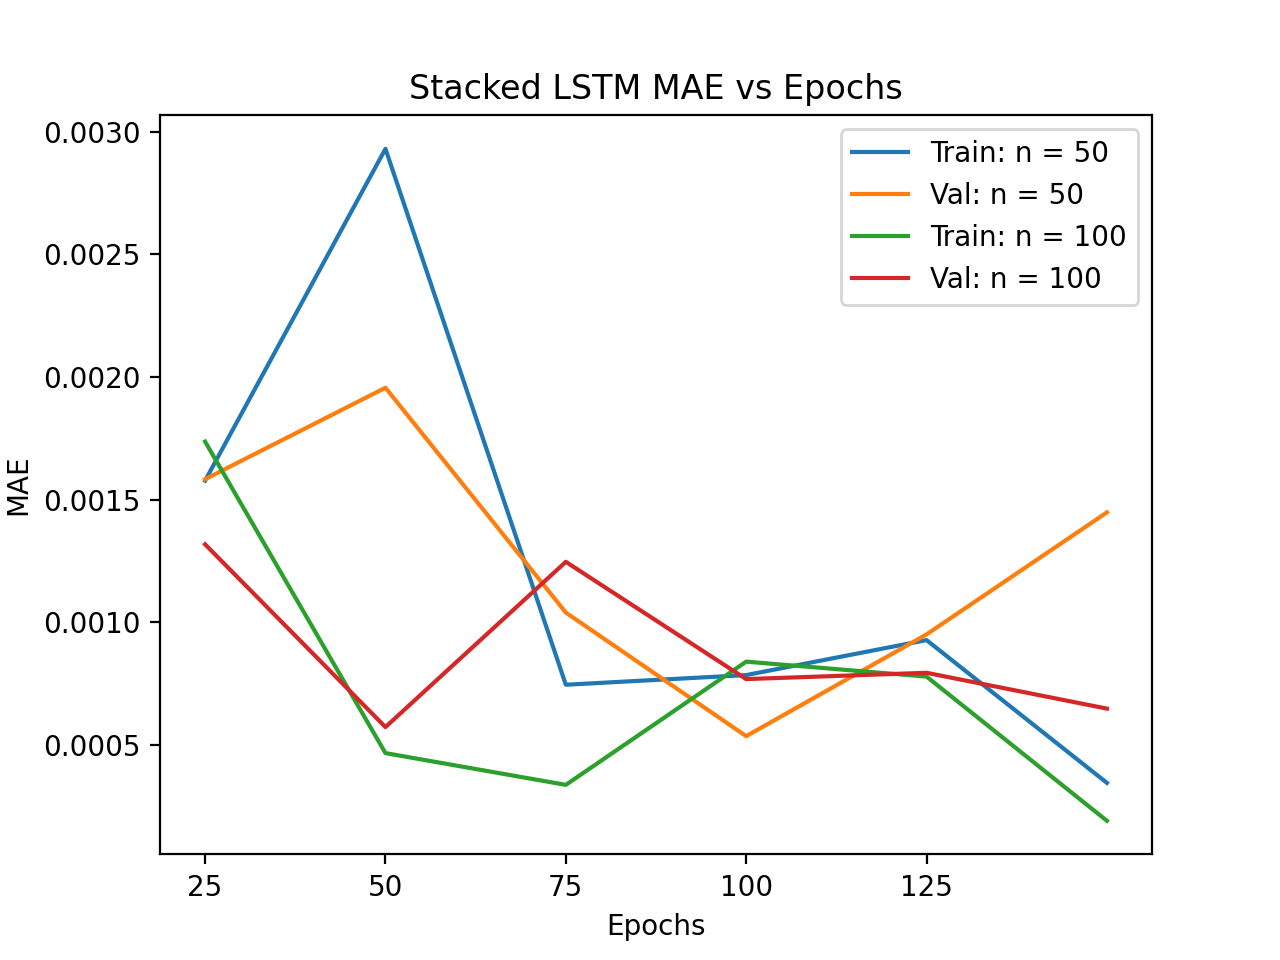 Stacked LSTM MAE vs Epochs
0.0030
0.0025
0.0020
0.0015
0.0010
0.0005
MAE
Train: n = 50
Val: n = 50
Train: n = 100
Val: n = 100
25 50 75 100 125
Epochs